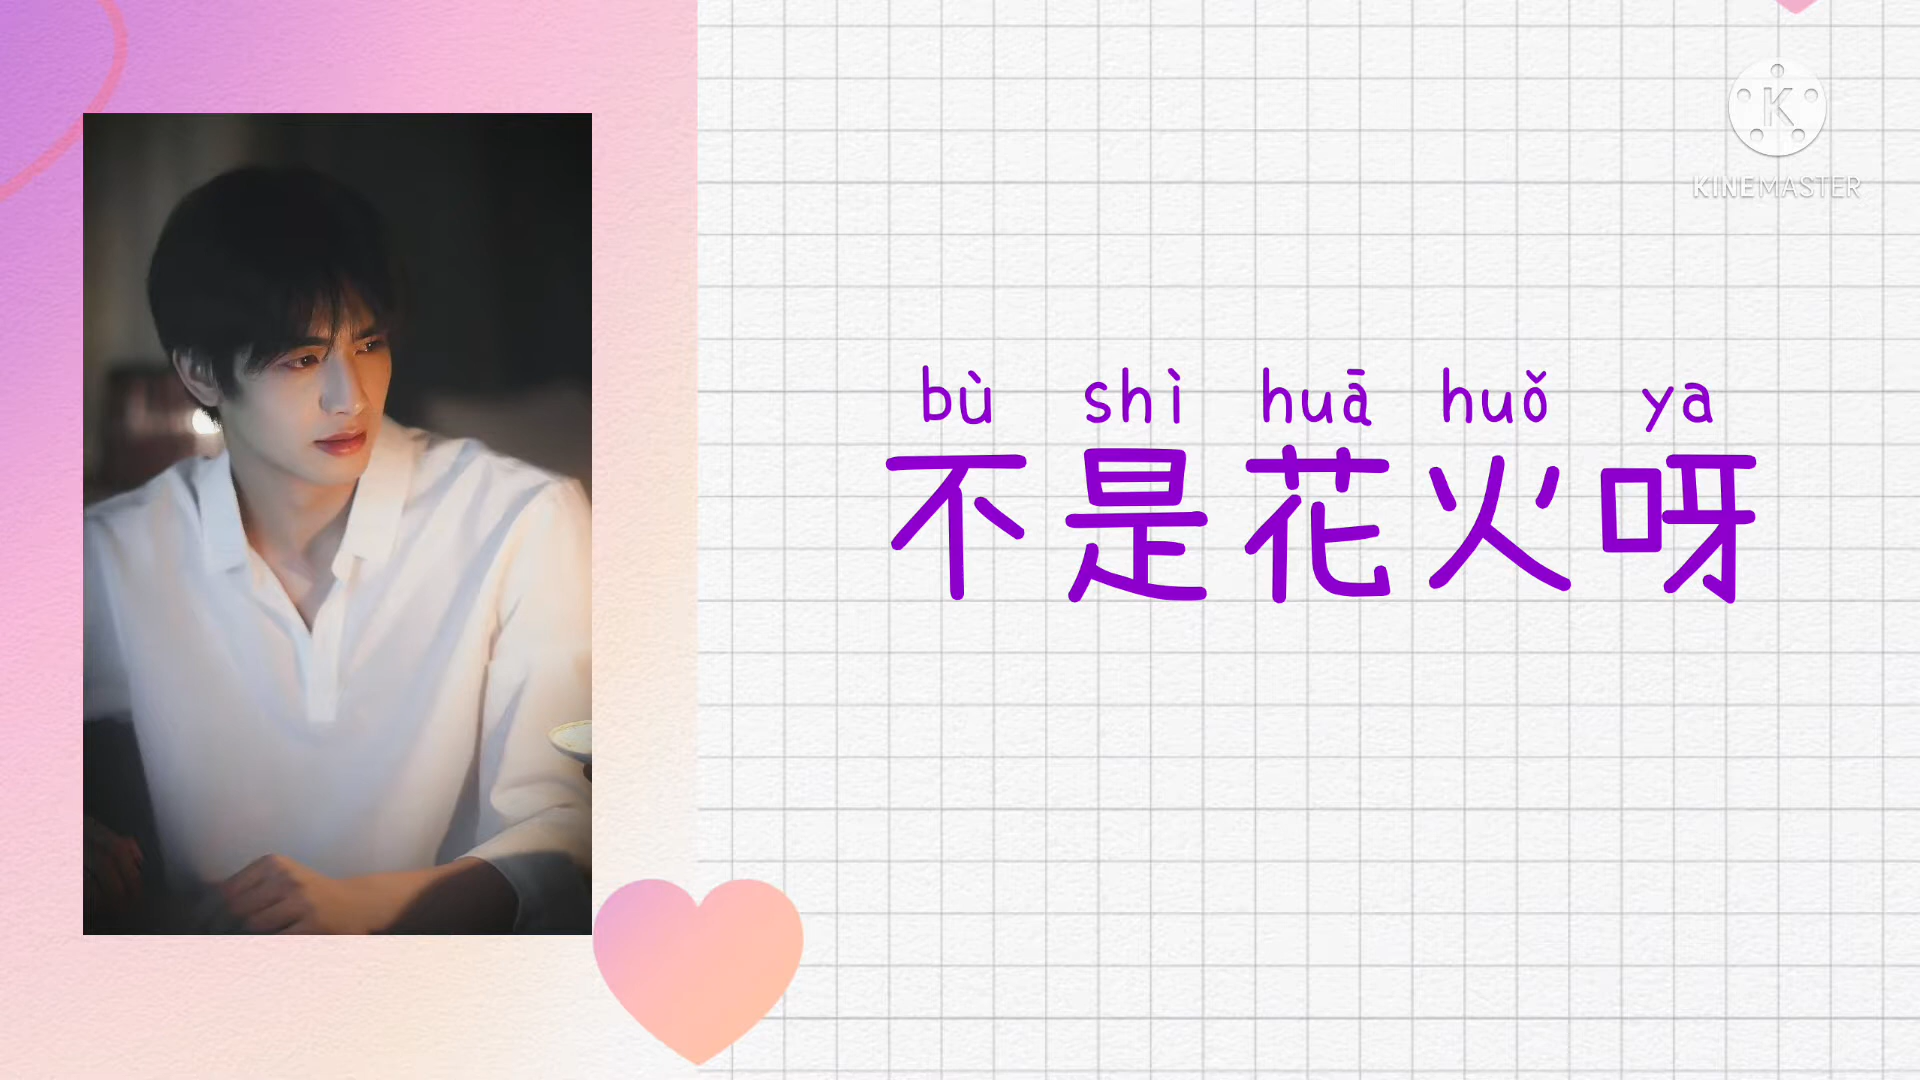 K
KINEMASTER
bù shì huā huǒ ya
不是花火呀